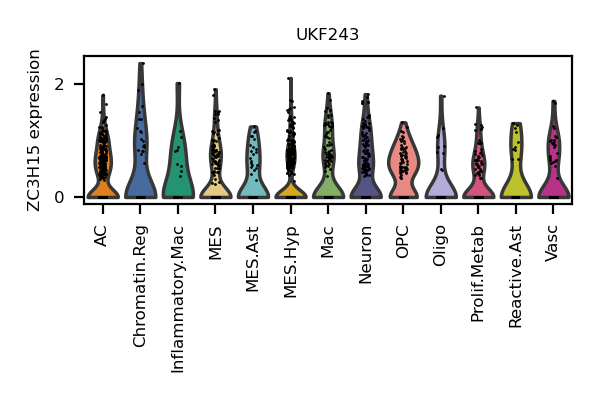 UKF243
ZC3H15 expression
2
0
AC
Chromatin.Reg
Inflammatory.Mac
MES
MES.Ast
MES.Hyp
Mac
Neuron
OPC
Oligo
Prolif.Metab
Reactive.Ast
Vasc